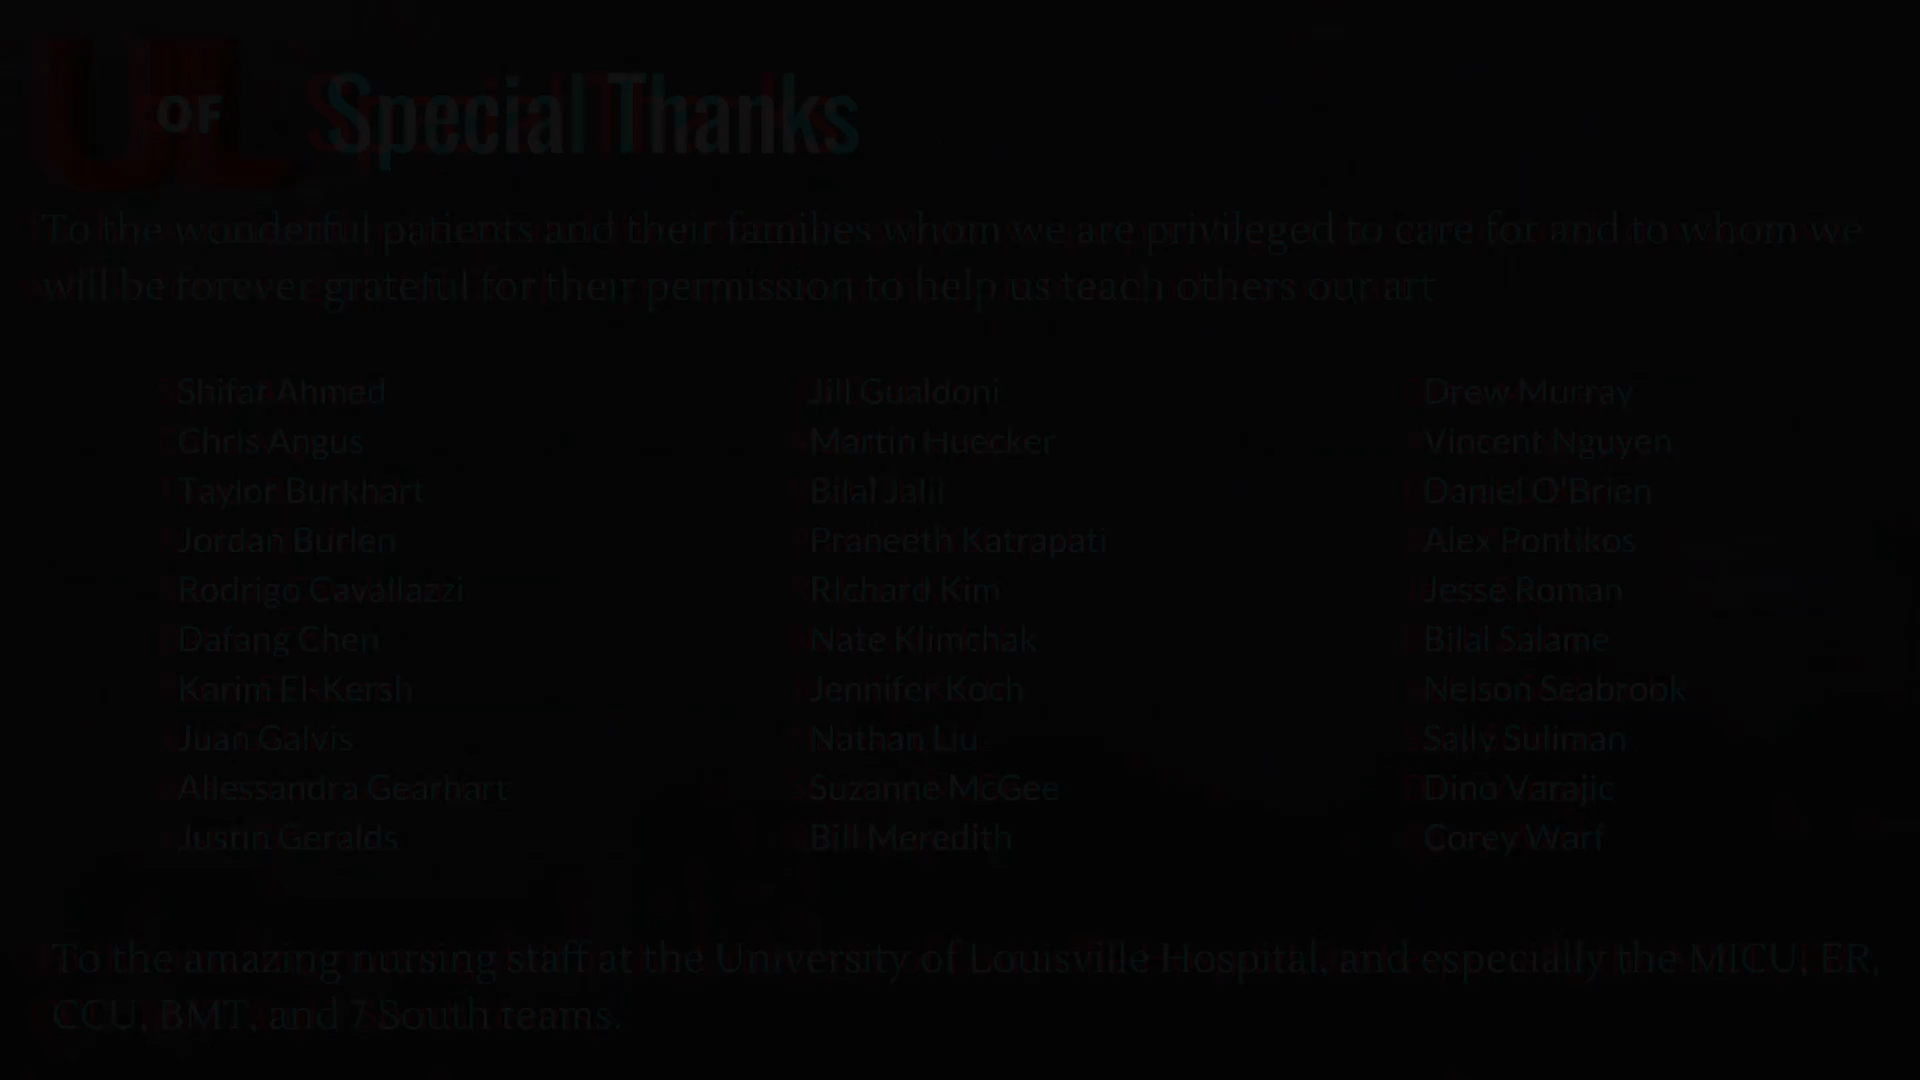 U OF L Special Thanks
To the wonderful patients and their families whom we are privileged to care for and to whom we
will be forever grateful for their permission to help us teach others our art
Shifat Ahmed
Chris Angus
Taylor Burkhart
Jordan Burlen
Rodrigo Cavallazzi
Dafang Chen
Karim El-Kersh
Juan Galvis
Allessandra Gearhart
Justin Geralds
Jill Gualdoni
Martin Huecker
Bilal Jalil
Praneeth Katrapati
RIchard Kim
Nate Klimchak
Jennifer Koch
Nathan Liu
Suzanne McGee
Bill Meredith
Drew Murray
Vincent Nguyen
Daniel O'Brien
Alex Pontikos
Jesse Roman
Bilal Salame
Nelson Seabrook
Sally Suliman
Dino Varajic
Corey Warf
To the amazing nursing staff at the University of Louisville Hospital, and especially the MICU, ER,
CCU, BMT, and 7 South teams.